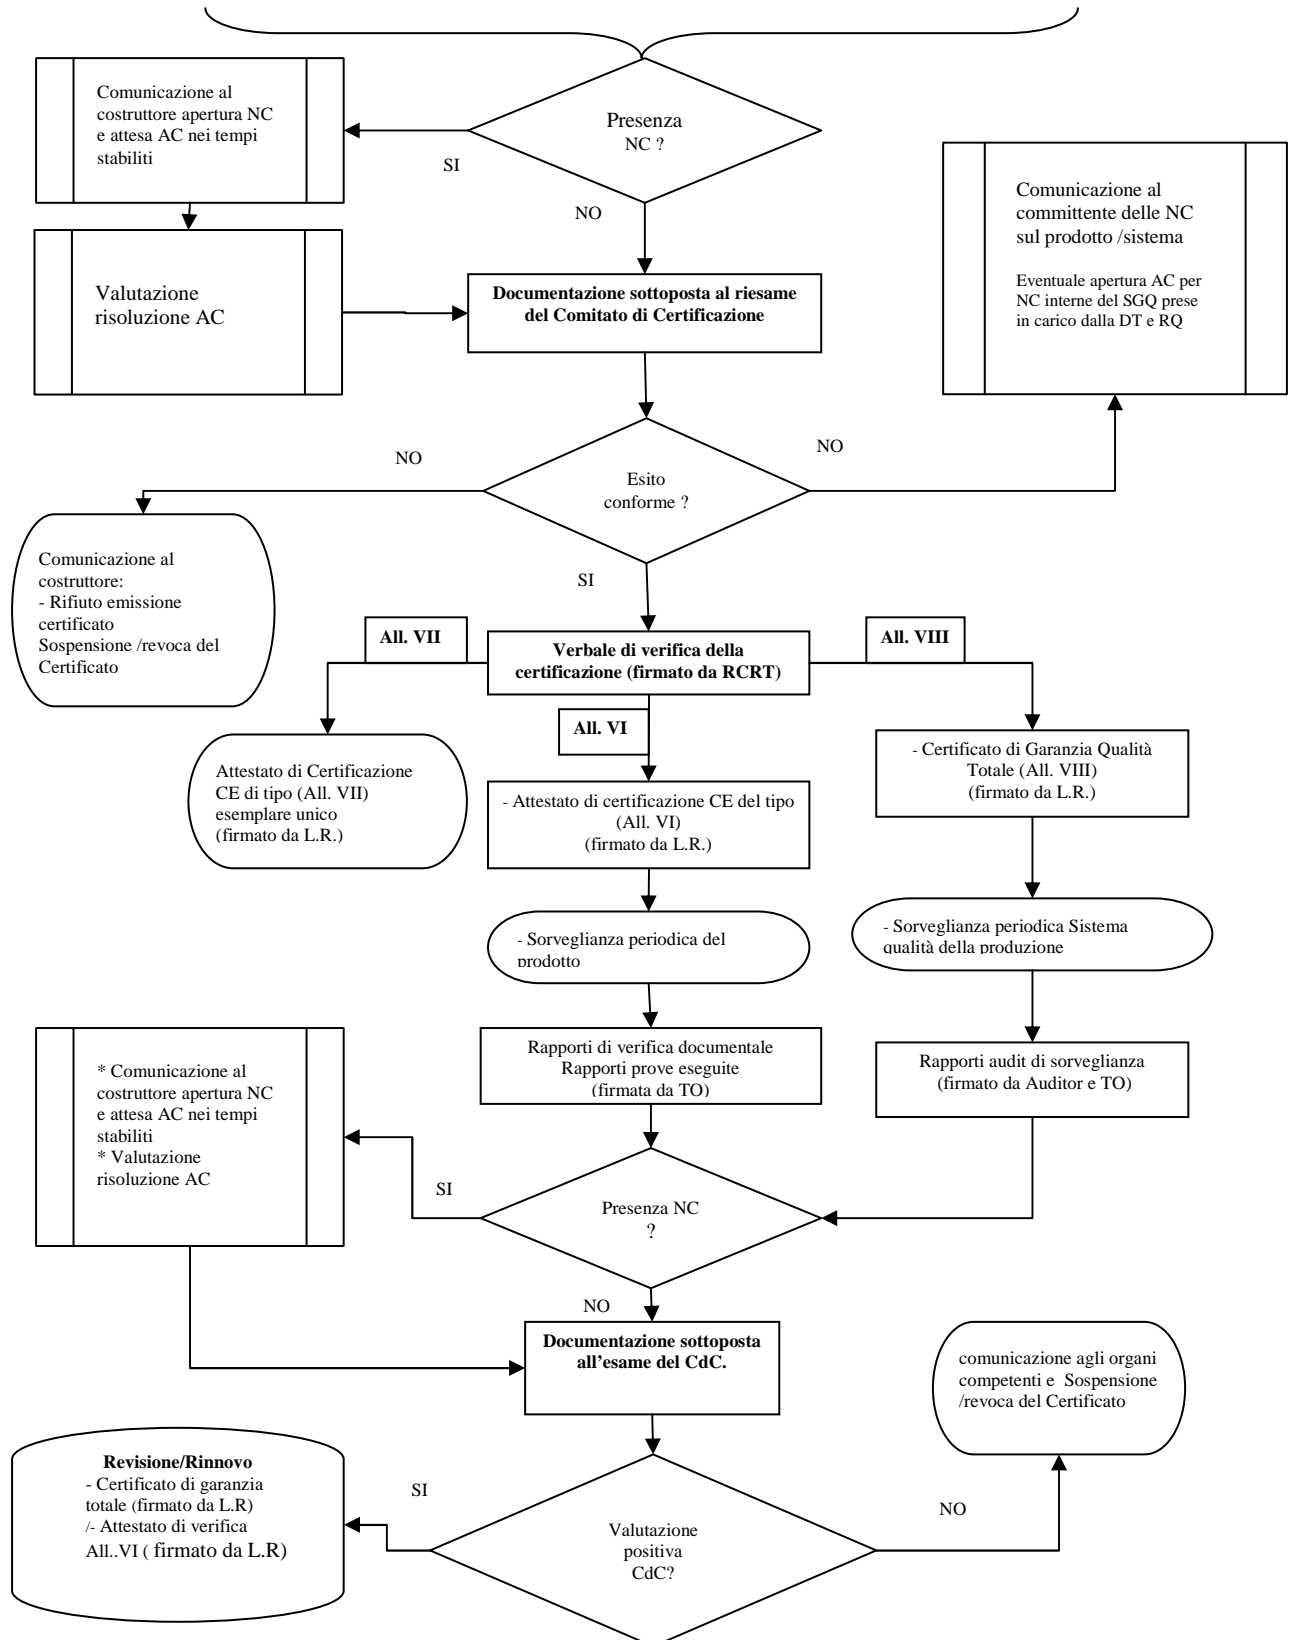 Comunicazione al
costruttore apertura NC
e attesa AC nei tempi
stabiliti
Presenza
NC ?
SI
NO
Comunicazione al
committente delle NC
sul prodotto /sistema
Eventuale apertura AC per
NC interne del SGQ prese
in carico dalla DT e RQ
Valutazione
risoluzione AC
Documentazione sottoposta al riesame
del Comitato di Certificazione
NO
NO
Esito
conforme ?
Comunicazione al
costruttore:
- Rifiuto emissione
certificato
Sospensione /revoca del
Certificato
SI
All. VII
Verbale di verifica della
certificazione (firmato da RCRT)
All. VIII
All. VI
Attestato di Certificazione
CE di tipo (All. VII)
esemplare unico
(firmato da L.R.)
- Attestato di certificazione CE del tipo
(All. VI)
(firmato da L.R.)
- Certificato di Garanzia Qualità
Totale (All. VIII)
(firmato da L.R.)
- Sorveglianza periodica del
prodotto
- Sorveglianza periodica Sistema
qualità della produzione
Rapporti di verifica documentale
Rapporti prove eseguite
(firmata da TO)
Rapporti audit di sorveglianza
(firmato da Auditor e TO)
* Comunicazione al
costruttore apertura NC
e attesa AC nei tempi
stabiliti
* Valutazione
risoluzione AC
SI
Presenza NC
?
NO
Documentazione sottoposta
all'esame del CdC.
comunicazione agli organi
competenti e Sospensione
/revoca del Certificato
Revisione/Rinnovo
- Certificato di garanzia
totale (firmato da L.R)
/- Attestato di verifica
All..VI ( firmato da L.R)
SI
NO
Valutazione
positiva
CdC?